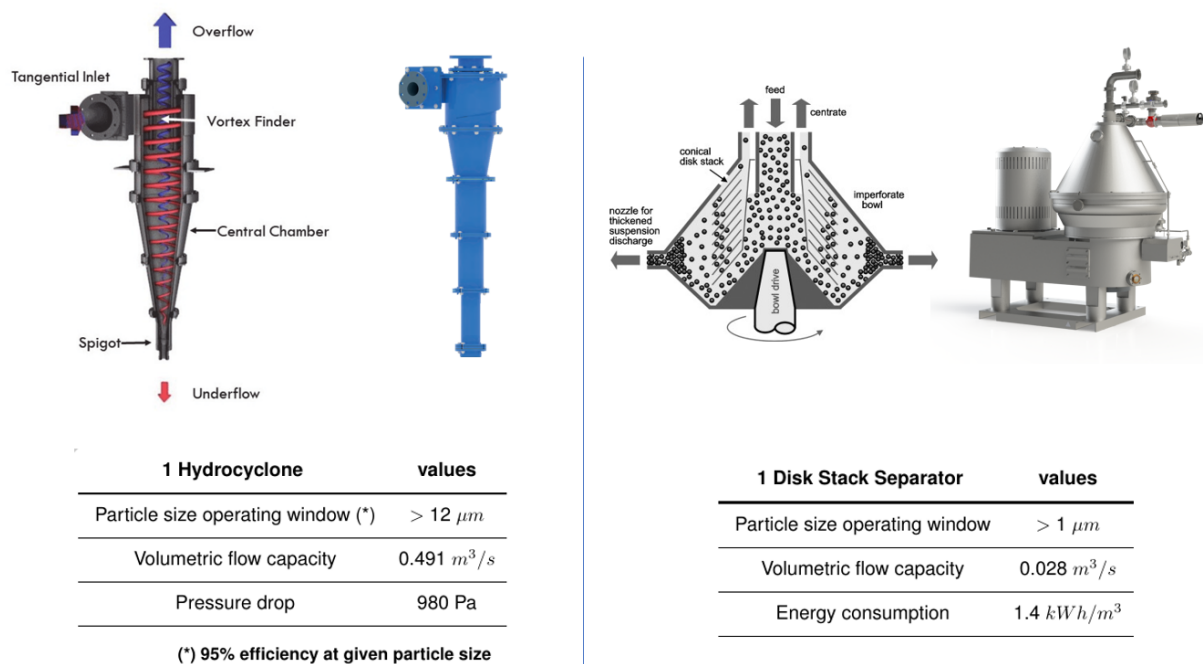 Overflow
Tangential Inlet
Vortex Finder
Central Chamber
Spigot
Underflow
feed
centrate
conical
disk stack
imperforate
bowl
nozzle for
thickened
suspension
discharge
bowl drive
1 Hydrocyclone values
Particle size operating window (*) > 12 μm
Volumetric flow capacity 0.491 m³/s
Pressure drop 980 Pa
(*) 95% efficiency at given particle size
1 Disk Stack Separator values
Particle size operating window > 1 μm
Volumetric flow capacity 0.028 m³/s
Energy consumption 1.4 kWh/m³